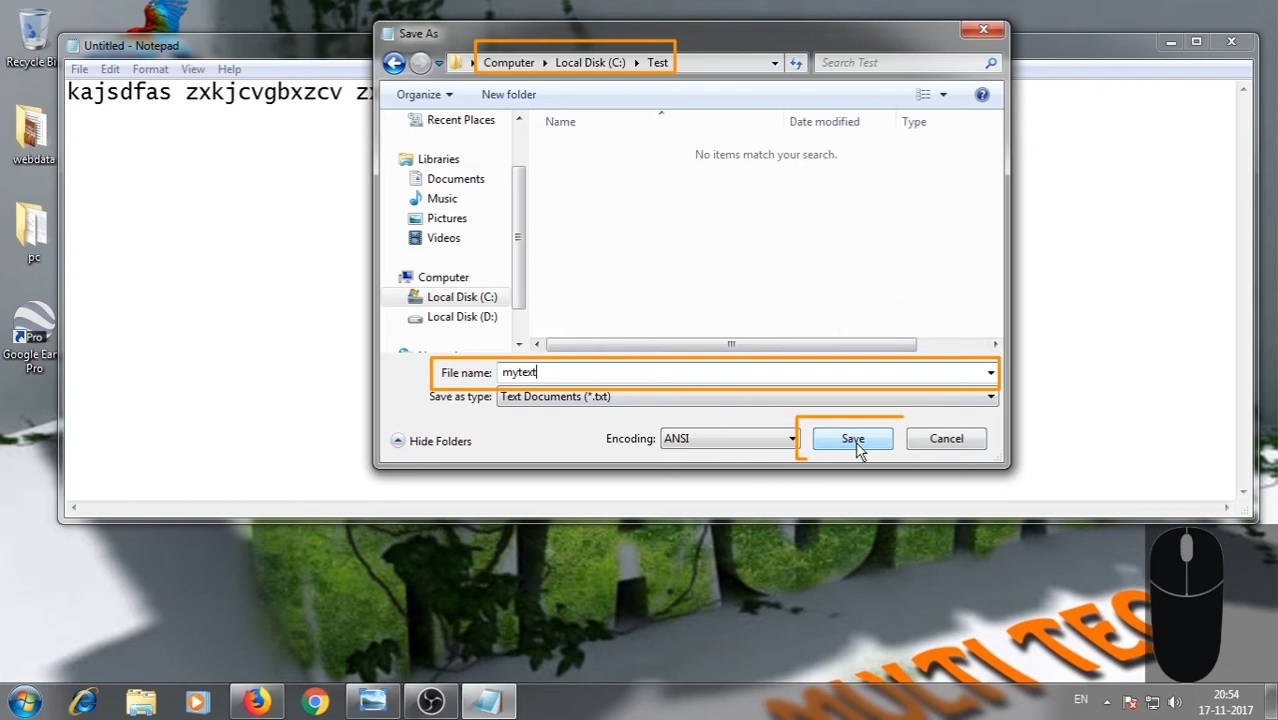 Recycle Bin
webdata
pc
Pro
Google Ear
Pro
Untitled - Notepad
File Edit Format View Help
kajsdfas zxkjcvgbxzcv zx
Save As
Computer Local Disk (C:) Test
Search Test
Organize New folder
Recent Places
Libraries
Documents
Music
Pictures
Videos
Computer
Local Disk (C:)
Local Disk (D:)
Name Date modified Type
No items match your search.
File name: mytext
Save as type: Text Documents (*.txt)
Hide Folders
Encoding: ANSI
Save Cancel
MULTI TEC
EN
20:54
17-11-2017